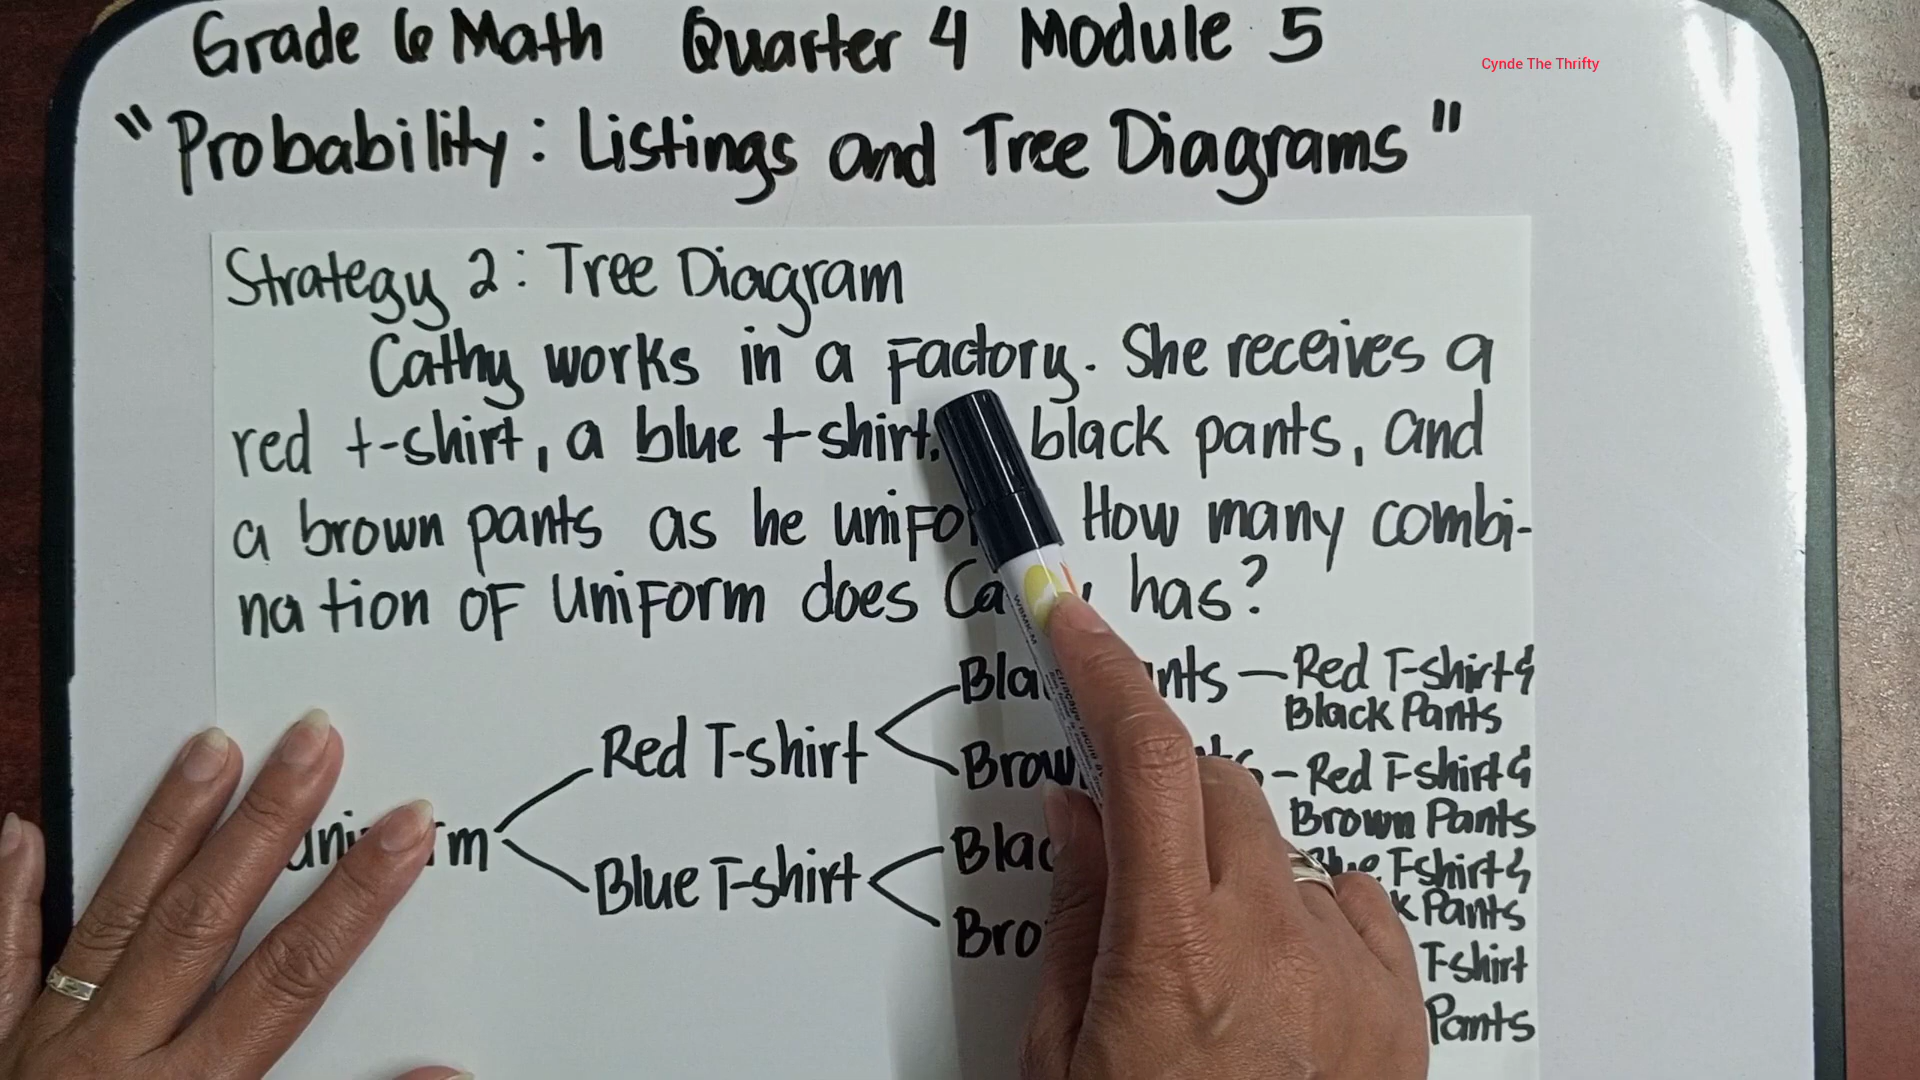 Grade 6 Math Quarter 4 Module 5
Cynde The Thrifty
"Probability: Listings and Tree Diagrams"
Strategy 2: Tree Diagram
Cathy works in a Factory. She receives a
red t-shirt, a blue t-shirt, black pants, and
a brown pants as he How many combi-
nation of Uniform does has?
Red T-shirt &
Black Pants
Red T-shirt
Red T-shirt &
Brown Pants
Blue T-shirt &
Pants
Blue T-shirt
T-shirt
Pants